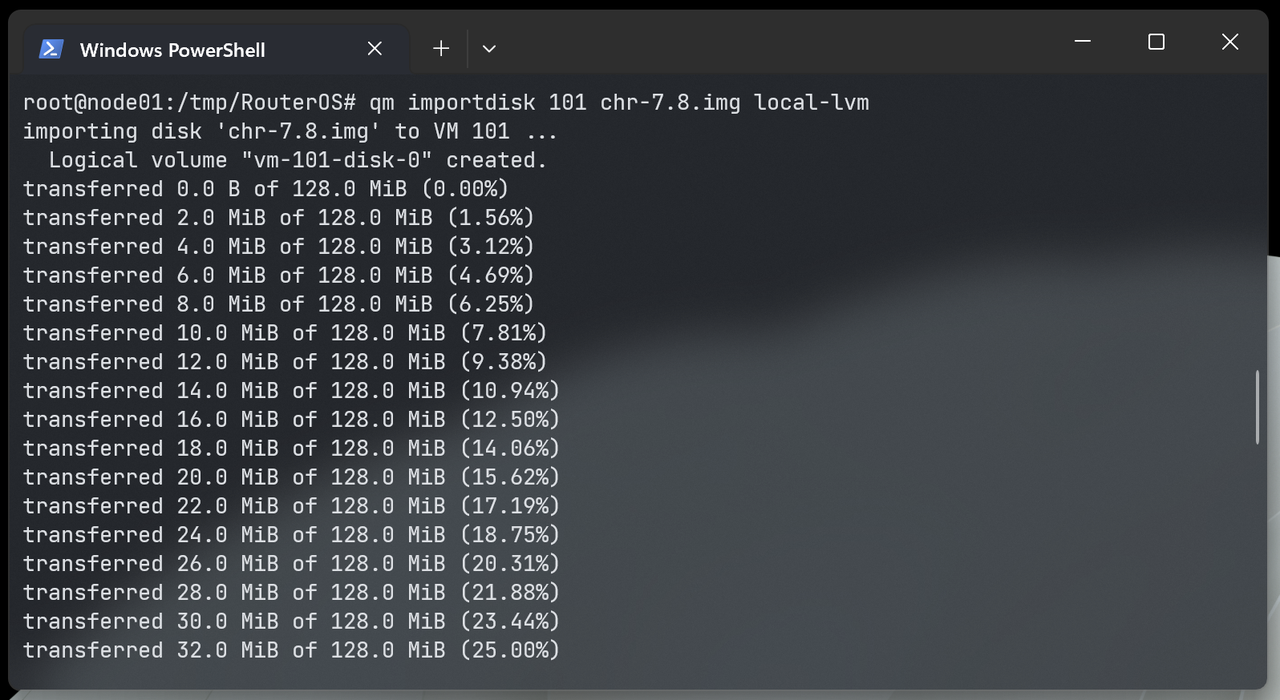 Windows PowerShell
root@node01:/tmp/RouterOS# qm importdisk 101 chr-7.8.img local-lvm
importing disk 'chr-7.8.img' to VM 101 ...
  Logical volume "vm-101-disk-0" created.
transferred 0.0 B of 128.0 MiB (0.00%)
transferred 2.0 MiB of 128.0 MiB (1.56%)
transferred 4.0 MiB of 128.0 MiB (3.12%)
transferred 6.0 MiB of 128.0 MiB (4.69%)
transferred 8.0 MiB of 128.0 MiB (6.25%)
transferred 10.0 MiB of 128.0 MiB (7.81%)
transferred 12.0 MiB of 128.0 MiB (9.38%)
transferred 14.0 MiB of 128.0 MiB (10.94%)
transferred 16.0 MiB of 128.0 MiB (12.50%)
transferred 18.0 MiB of 128.0 MiB (14.06%)
transferred 20.0 MiB of 128.0 MiB (15.62%)
transferred 22.0 MiB of 128.0 MiB (17.19%)
transferred 24.0 MiB of 128.0 MiB (18.75%)
transferred 26.0 MiB of 128.0 MiB (20.31%)
transferred 28.0 MiB of 128.0 MiB (21.88%)
transferred 30.0 MiB of 128.0 MiB (23.44%)
transferred 32.0 MiB of 128.0 MiB (25.00%)